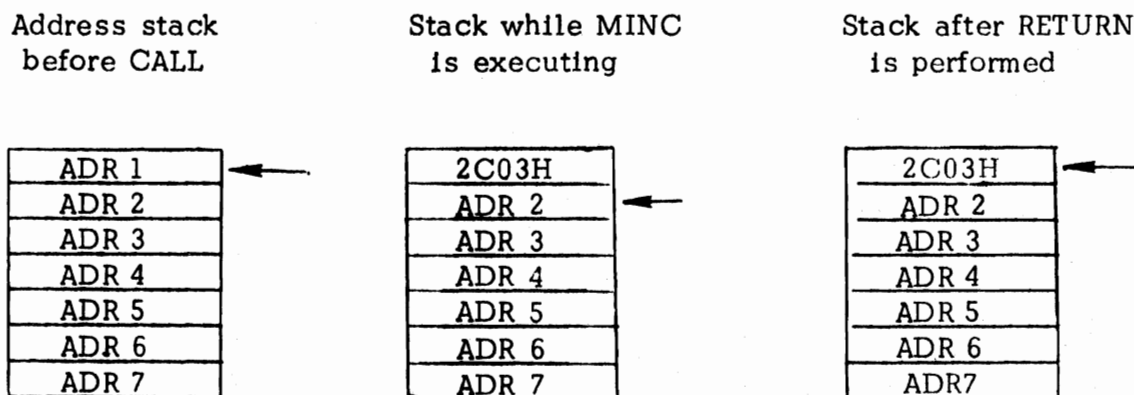 Address stack
before CALL
Stack while MINC
is executing
Stack after RETURN
is performed
ADR 1
ADR 2
ADR 3
ADR 4
ADR 5
ADR 6
ADR 7
2C03H
ADR 2
ADR 3
ADR 4
ADR 5
ADR 6
ADR 7
2C03H
ADR 2
ADR 3
ADR 4
ADR 5
ADR 6
ADR7